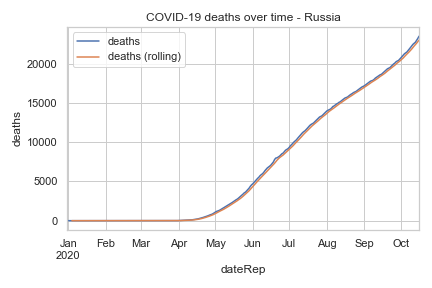 COVID-19 deaths over time - Russia
deaths
deaths (rolling)
20000
15000
10000
5000
0
deaths
Jan Feb Mar Apr May Jun Jul Aug Sep Oct
2020
dateRep